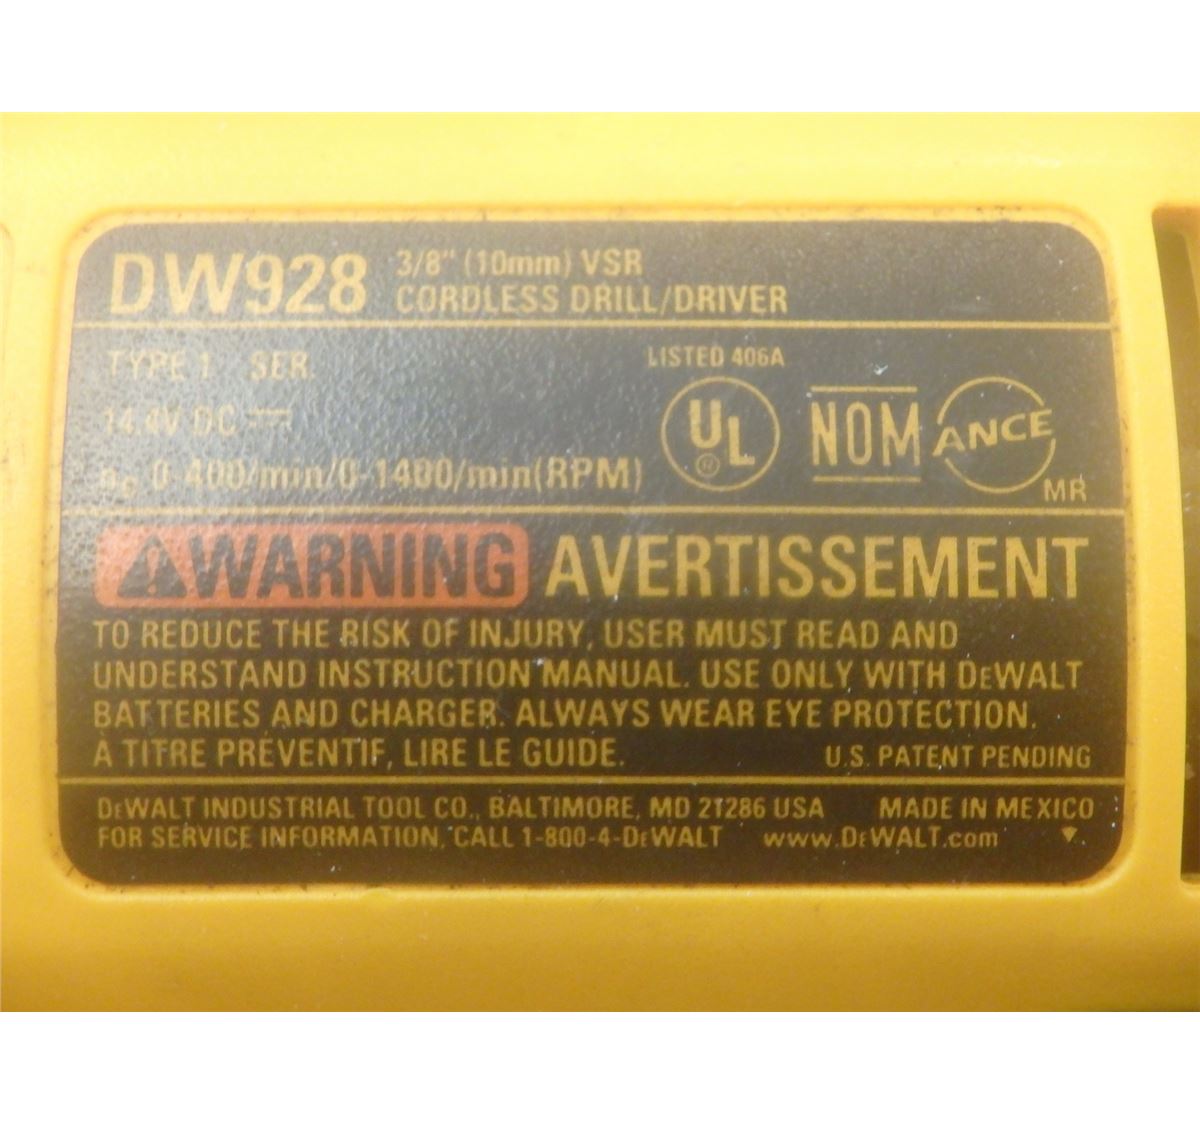 DW928 3/8" (10mm) VSR
CORDLESS DRILL/DRIVER
TYPE 1 SER.
14.4V DC
n₀ 0-400/min/0-1400/min(RPM)
LISTED 406A
UL ®
NOM
ANCE
MR
WARNING AVERTISSEMENT
TO REDUCE THE RISK OF INJURY, USER MUST READ AND
UNDERSTAND INSTRUCTION MANUAL. USE ONLY WITH DEWALT
BATTERIES AND CHARGER. ALWAYS WEAR EYE PROTECTION.
A TITRE PRÉVENTIF, LIRE LE GUIDE. U.S. PATENT PENDING
DEWALT INDUSTRIAL TOOL CO., BALTIMORE, MD 21286 USA MADE IN MEXICO
FOR SERVICE INFORMATION, CALL 1-800-4-DEWALT www.DEWALT.com